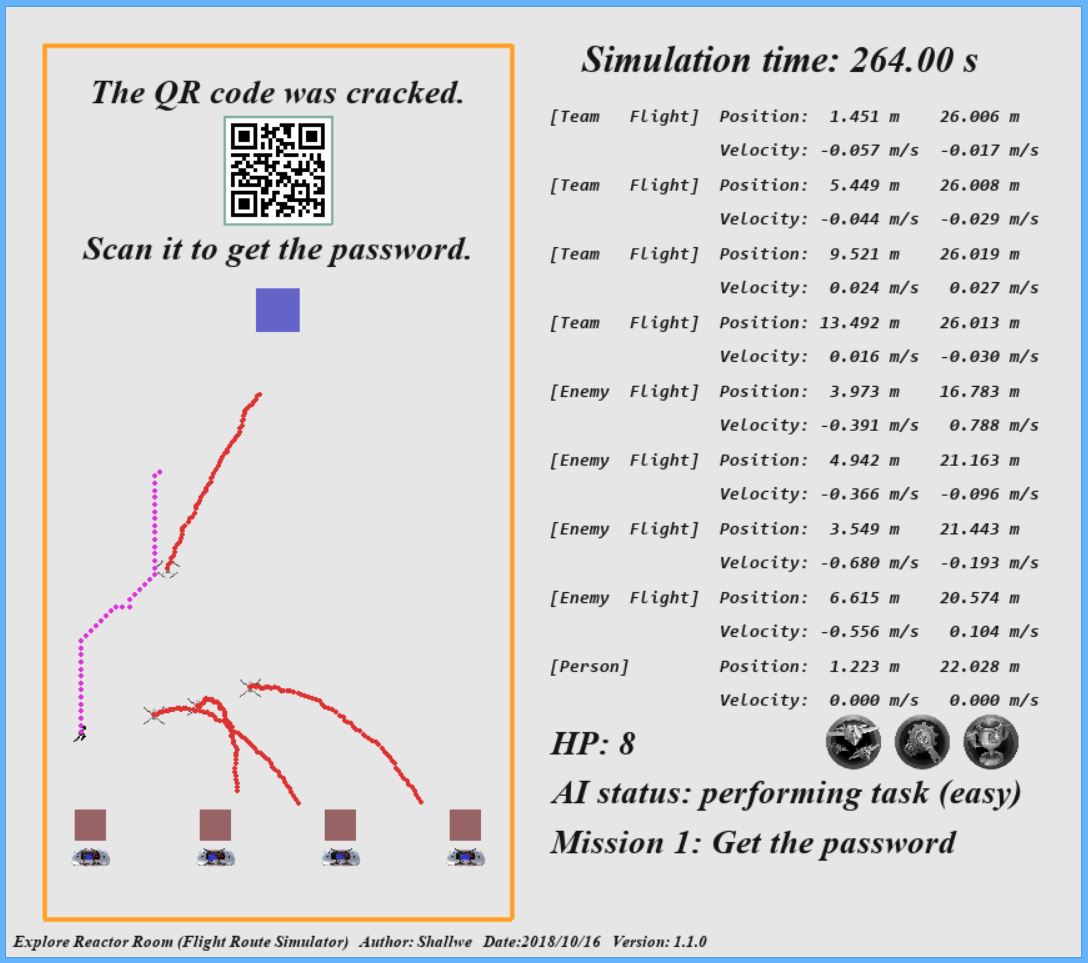 The QR code was cracked.
Scan it to get the password.
Simulation time: 264.00 s
[Team Flight] Position: 1.451 m 26.006 m
Velocity: -0.057 m/s -0.017 m/s
[Team Flight] Position: 5.449 m 26.008 m
Velocity: -0.044 m/s -0.029 m/s
[Team Flight] Position: 9.521 m 26.019 m
Velocity: 0.024 m/s 0.027 m/s
[Team Flight] Position: 13.492 m 26.013 m
Velocity: 0.016 m/s -0.030 m/s
[Enemy Flight] Position: 3.973 m 16.783 m
Velocity: -0.391 m/s 0.788 m/s
[Enemy Flight] Position: 4.942 m 21.163 m
Velocity: -0.366 m/s -0.096 m/s
[Enemy Flight] Position: 3.549 m 21.443 m
Velocity: -0.680 m/s -0.193 m/s
[Enemy Flight] Position: 6.615 m 20.574 m
Velocity: -0.556 m/s 0.104 m/s
[Person] Position: 1.223 m 22.028 m
Velocity: 0.000 m/s 0.000 m/s
HP: 8
AI status: performing task (easy)
Mission 1: Get the password
Explore Reactor Room (Flight Route Simulator) Author: Shallwe Date:2018/10/16 Version: 1.1.0